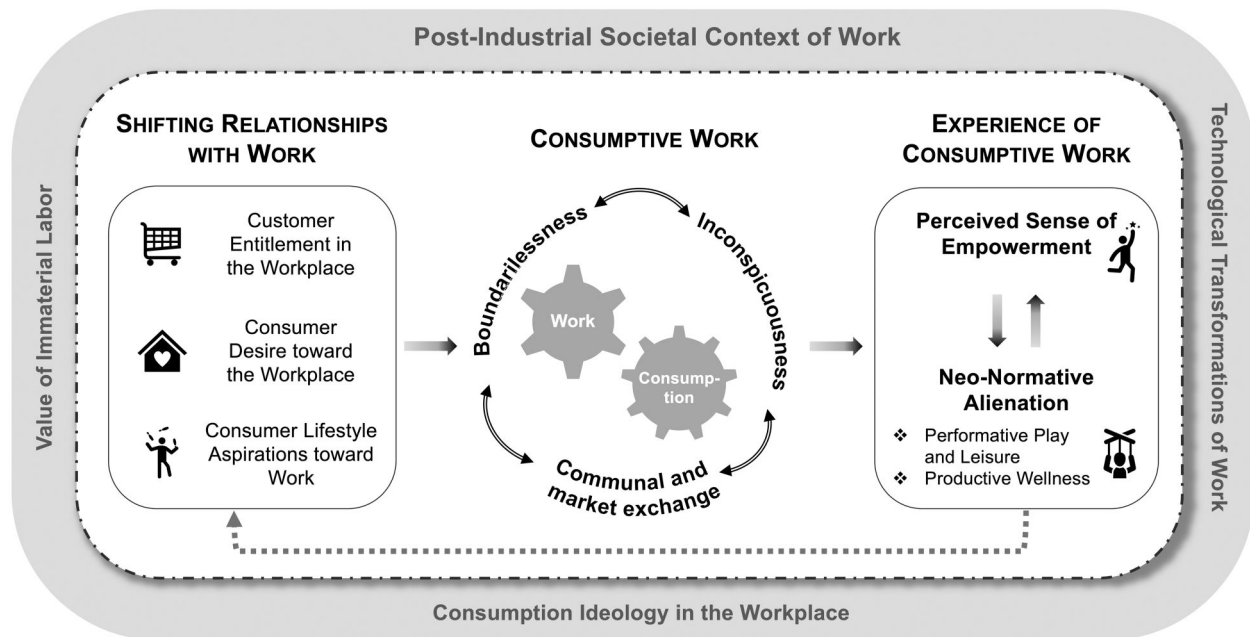 Post-Industrial Societal Context of Work
Value of Immaterial Labor
Technological Transformations of Work
Consumption Ideology in the Workplace
SHIFTING RELATIONSHIPS
WITH WORK
Customer
Entitlement in
the Workplace
Consumer
Desire toward
the Workplace
Consumer Lifestyle
Aspirations toward
Work
CONSUMPTIVE WORK
Boundarilessness
Inconspicuousness
Work
Consump-
tion
Communal and
market exchange
EXPERIENCE OF
CONSUMPTIVE WORK
Perceived Sense of
Empowerment
Neo-Normative
Alienation
❖ Performative Play
and Leisure
❖ Productive Wellness